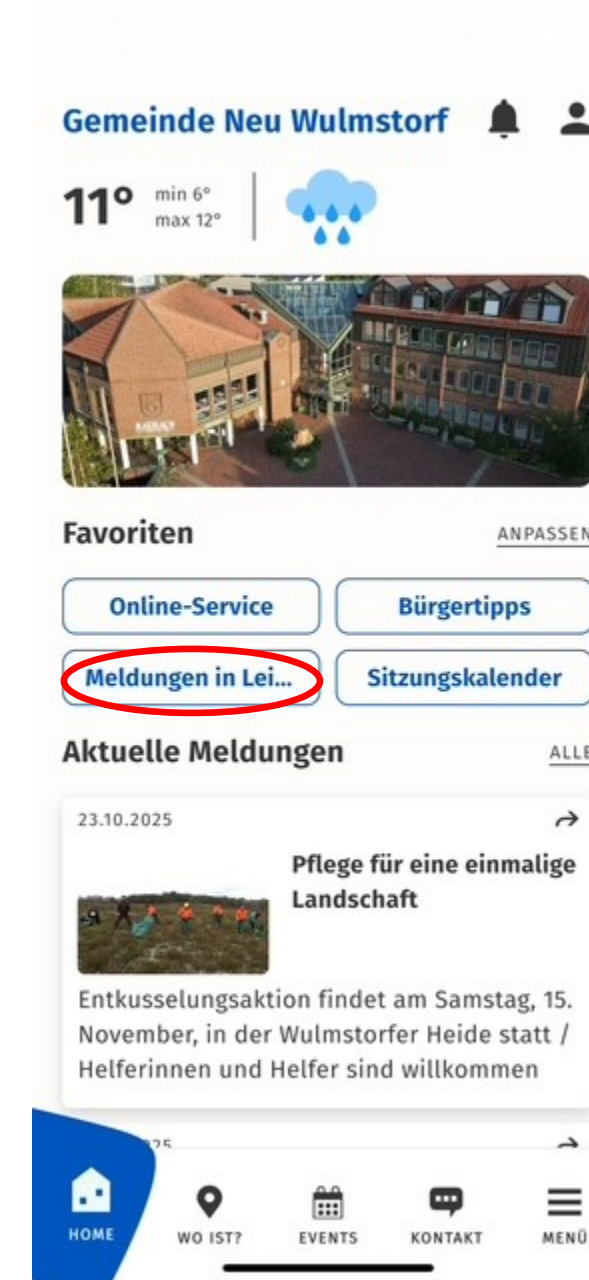 Gemeinde Neu Wulmstorf
11°
min 6°
max 12°
RATHAUS
Favoriten
ANPASSEN
Online-Service
Bürgertipps
Meldungen in Lei...
Sitzungskalender
Aktuelle Meldungen
ALLE
23.10.2025
Pflege für eine einmalige
Landschaft
Entkusselungsaktion findet am Samstag, 15.
November, in der Wulmstorfer Heide statt /
Helferinnen und Helfer sind willkommen
HOME
WO IST?
EVENTS
KONTAKT
MENÜ